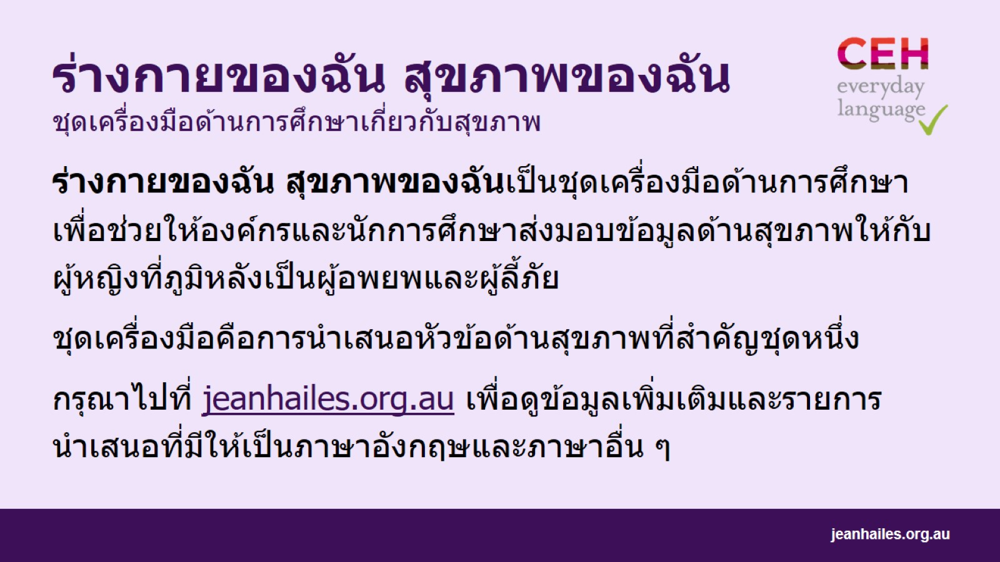 ร่างกายของฉัน สุขภาพของฉัน
ชุดเครื่องมือด้านการศึกษาเกี่ยวกับสุขภาพ
CEH
everyday
language
ร่างกายของฉัน สุขภาพของฉันเป็นชุดเครื่องมือด้านการศึกษา
เพื่อช่วยให้องค์กรและนักการศึกษาส่งมอบข้อมูลด้านสุขภาพให้กับ
ผู้หญิงที่ภูมิหลังเป็นผู้อพยพและผู้ลี้ภัย
ชุดเครื่องมือคือการนำเสนอหัวข้อด้านสุขภาพที่สำคัญชุดหนึ่ง
กรุณาไปที่ jeanhailes.org.au เพื่อดูข้อมูลเพิ่มเติมและรายการ
นำเสนอที่มีให้เป็นภาษาอังกฤษและภาษาอื่น ๆ
jeanhailes.org.au